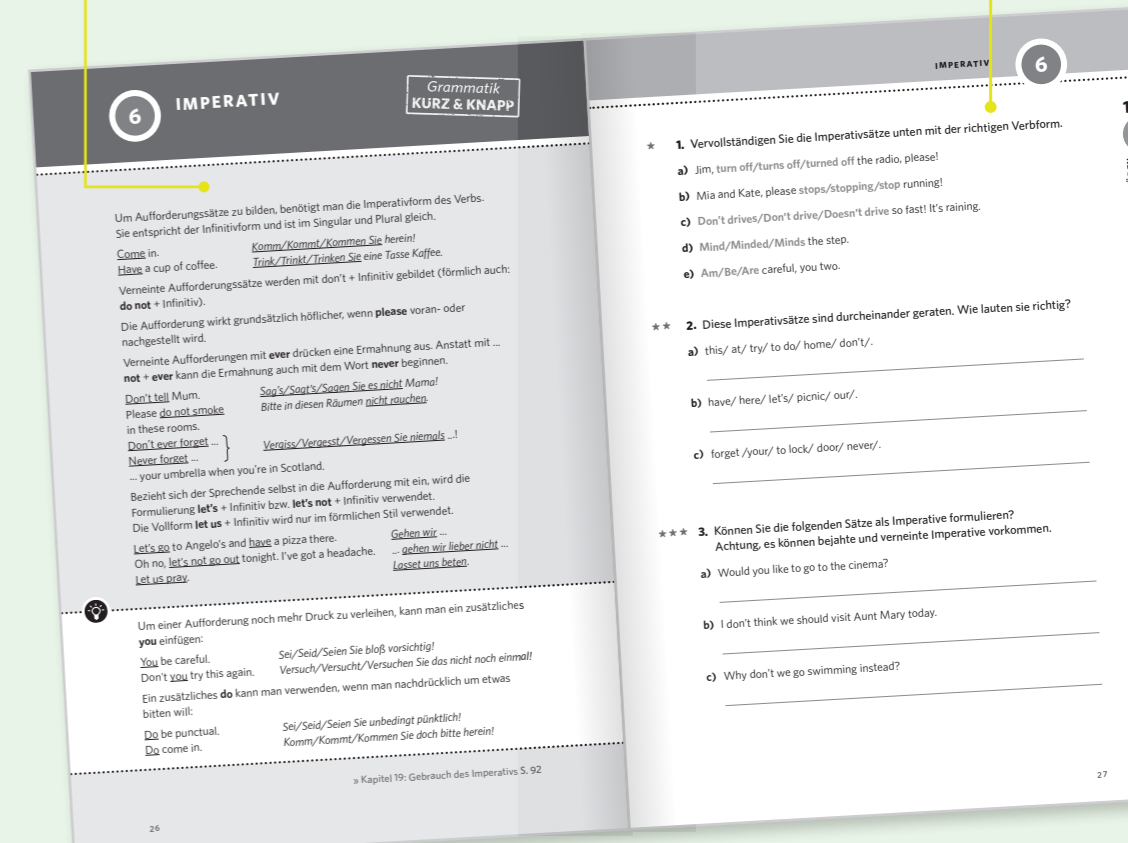 6
IMPERATIV
Grammatik
KURZ & KNAPP
Um Aufforderungssätze zu bilden, benötigt man die Imperativform des Verbs.
Sie entspricht der Infinitivform und ist im Singular und Plural gleich.
Come in. Komm/Kommt/Kommen Sie herein!
Have a cup of coffee. Trink/Trinkt/Trinken Sie eine Tasse Kaffee.
Verneinte Aufforderungssätze werden mit don't + Infinitiv gebildet (förmlich auch:
do not + Infinitiv).
Die Aufforderung wirkt grundsätzlich höflicher, wenn please voran- oder
nachgestellt wird.
Verneinte Aufforderungen mit ever drücken eine Ermahnung aus. Anstatt mit ...
not + ever kann die Ermahnung auch mit dem Wort never beginnen.
Don't tell Mum. Sag's/Sagt's/Sagen Sie es nicht Mama!
Please do not smoke Bitte in diesen Räumen nicht rauchen.
in these rooms.
Don't ever forget ...
Never forget ... Vergiss/Vergesst/Vergessen Sie niemals ...!
... your umbrella when you're in Scotland.
Bezieht sich der Sprechende selbst in die Aufforderung mit ein, wird die
Formulierung let's + Infinitiv bzw. let's not + Infinitiv verwendet.
Die Vollform let us + Infinitiv wird nur im förmlichen Stil verwendet.
Let's go to Angelo's and have a pizza there. Gehen wir ...
Oh no, let's not go out tonight. I've got a headache. ... gehen wir lieber nicht ...
Let us pray. Lasset uns beten.
Um einer Aufforderung noch mehr Druck zu verleihen, kann man ein zusätzliches
you einfügen:
You be careful. Sei/Seid/Seien Sie bloß vorsichtig!
Don't you try this again. Versuch/Versucht/Versuchen Sie das nicht noch einmal!
Ein zusätzliches do kann man verwenden, wenn man nachdrücklich um etwas
bitten will:
Do be punctual. Sei/Seid/Seien Sie unbedingt pünktlich!
Do come in. Komm/Kommt/Kommen Sie doch bitte herein!
» Kapitel 19: Gebrauch des Imperativs S. 92
26
IMPERATIV 6
1. Vervollständigen Sie die Imperativsätze unten mit der richtigen Verbform.
a) Jim, turn off/turns off/turned off the radio, please!
b) Mia and Kate, please stops/stopping/stop running!
c) Don't drives/Don't drive/Doesn't drive so fast! It's raining.
d) Mind/Minded/Minds the step.
e) Am/Be/Are careful, you two.
2. Diese Imperativsätze sind durcheinander geraten. Wie lauten sie richtig?
a) this/ at/ try/ to do/ home/ don't/.
b) have/ here/ let's/ picnic/ our/.
c) forget /your/ to lock/ door/ never/.
3. Können Sie die folgenden Sätze als Imperative formulieren?
Achtung, es können bejahte und verneinte Imperative vorkommen.
a) Would you like to go to the cinema?
b) I don't think we should visit Aunt Mary today.
c) Why don't we go swimming instead?
27